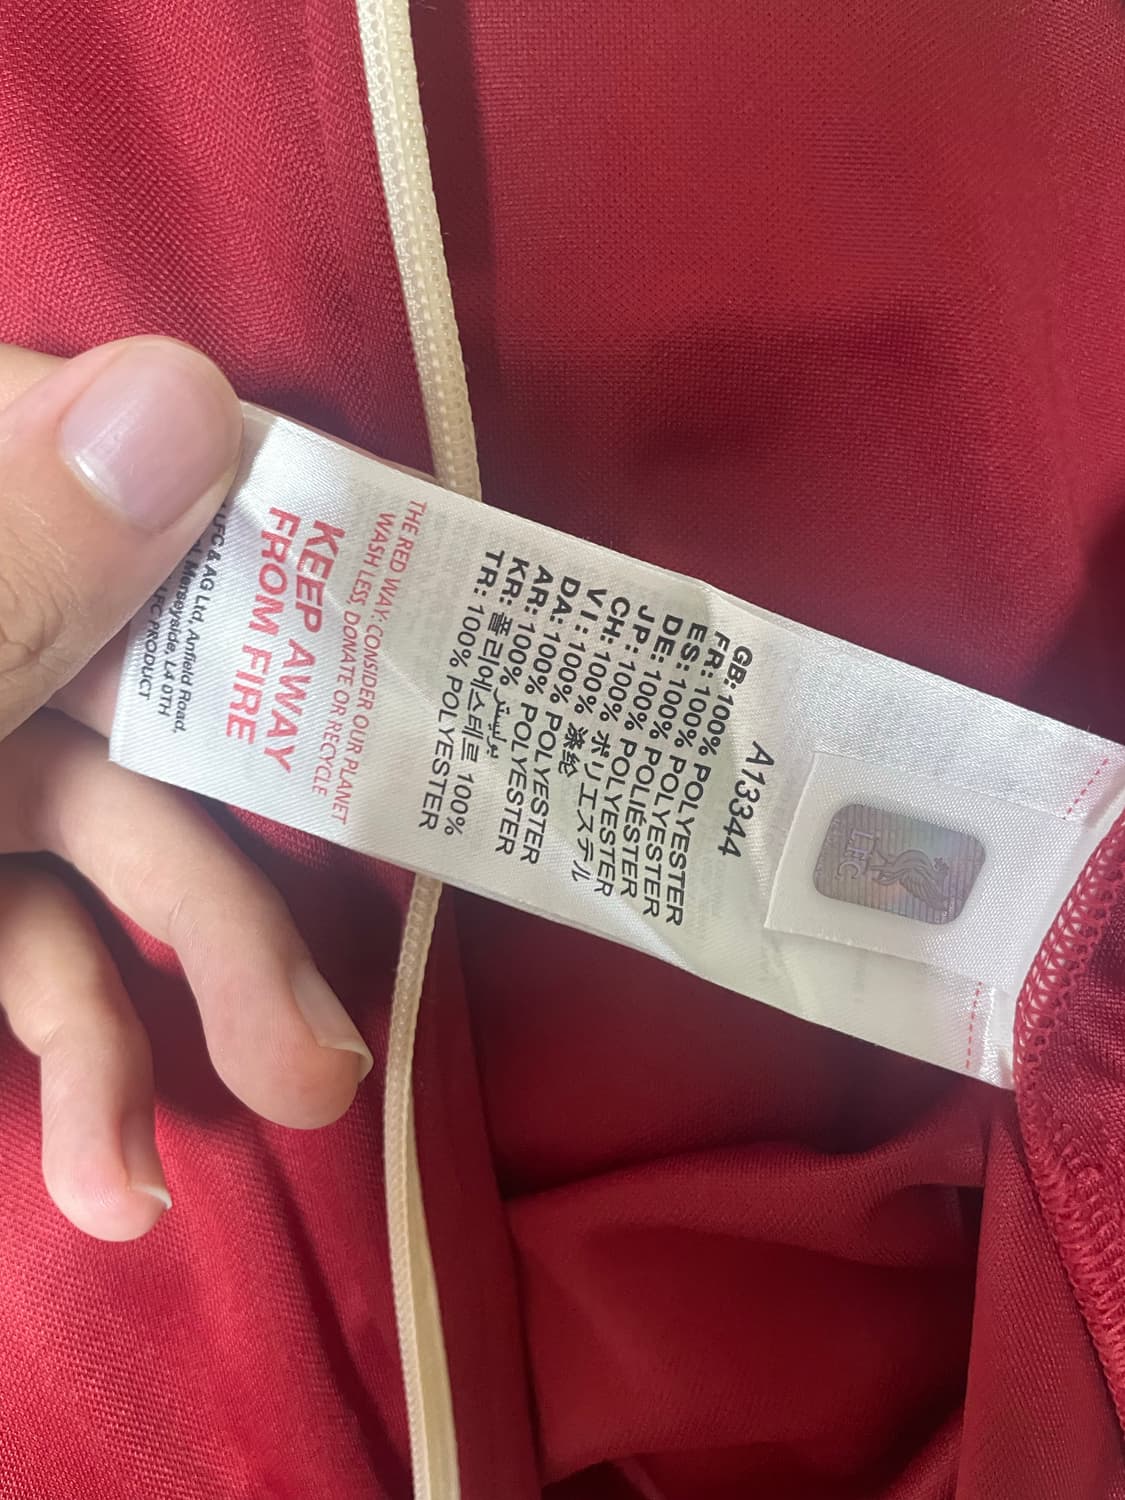 LFC
A13344
GB: 100% POLYESTER
FR: 100% POLYESTER
ES: 100% POLIESTER
DE: 100% POLYESTER
JP: 100% ポリエステル
CH: 100% 涤纶
VI: 100% POLYESTER
DA: 100% POLYESTER
AR: 100% بوليستر
KR: 폴리에스테르 100%
TR: 100% POLYESTER
THE RED WAY: CONSIDER OUR PLANET
WASH LESS, DONATE OR RECYCLE
KEEP AWAY
FROM FIRE
LFC & AG Ltd, Anfield Road,
Merseyside, L4 0TH
LFC PRODUCT